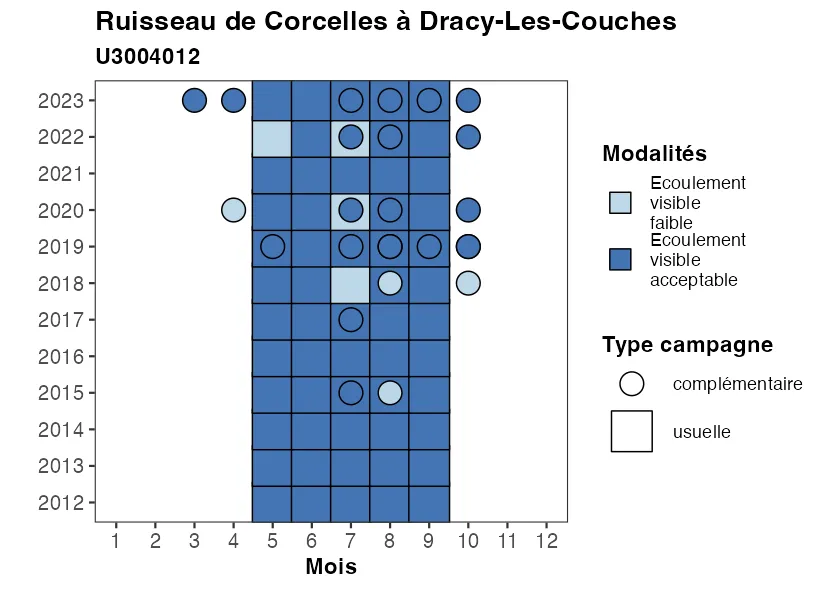 Ruisseau de Corcelles à Dracy-Les-Couches
U3004012
2023
2022
2021
2020
2019
2018
2017
2016
2015
2014
2013
2012
1 2 3 4 5 6 7 8 9 10 11 12
Mois
Modalités
Ecoulement
visible
faible
Ecoulement
visible
acceptable
Type campagne
complémentaire
usuelle